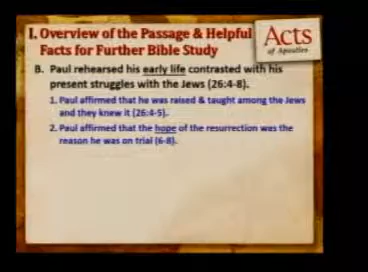 I. Overview of the Passage & Helpful
Facts for Further Bible Study
Acts
of Apostles
B. Paul rehearsed his early life contrasted with his
present struggles with the Jews (26:4-8).
1. Paul affirmed that he was raised & taught among the Jews
and they knew it (26:4-5).
2. Paul affirmed that the hope of the resurrection was the
reason he was on trial (6-8).